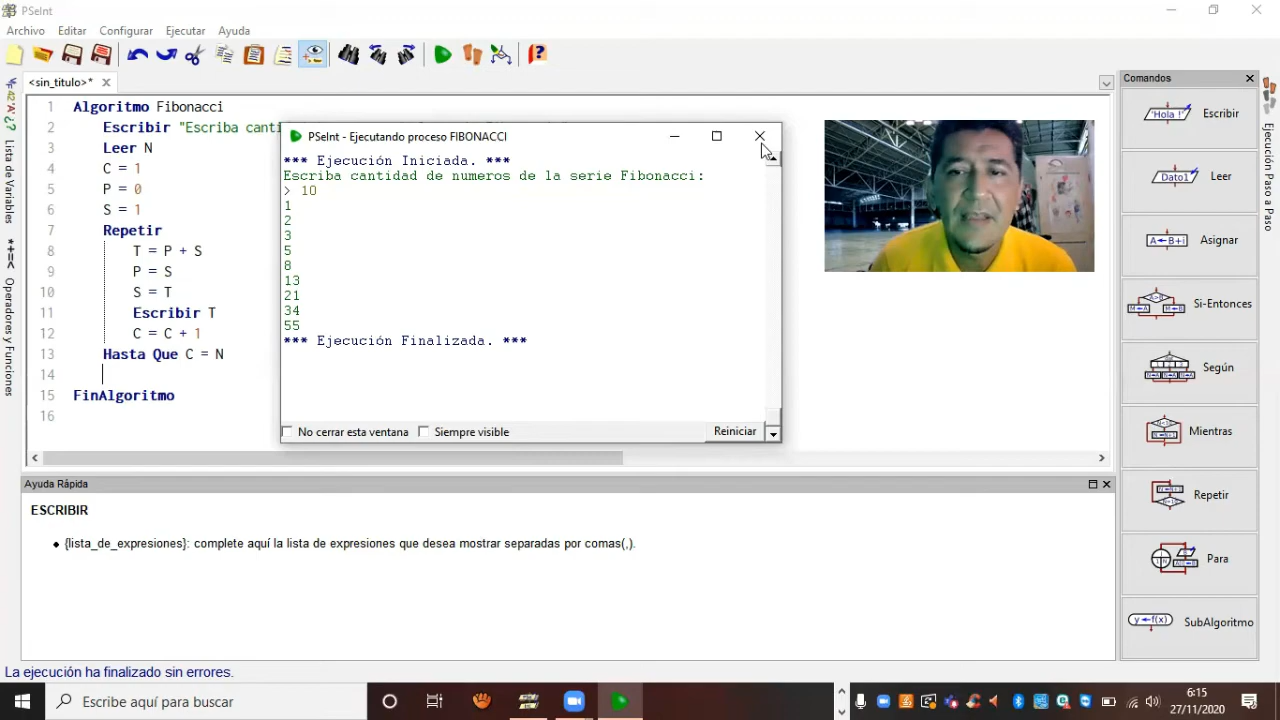 PSeInt
Archivo Editar Configurar Ejecutar Ayuda
<sin_titulo>*
Lista de Variables
Operadores y Funciones
1 Algoritmo Fibonacci
2 Escribir "Escriba canti
3 Leer N
4 C = 1
5 P = 0
6 S = 1
7 Repetir
8 T = P + S
9 P = S
10 S = T
11 Escribir T
12 C = C + 1
13 Hasta Que C = N
14
15 FinAlgoritmo
16
PSeInt - Ejecutando proceso FIBONACCI
*** Ejecución Iniciada. ***
Escriba cantidad de numeros de la serie Fibonacci:
> 10
1
2
3
5
8
13
21
34
55
*** Ejecución Finalizada. ***
No cerrar esta ventana Siempre visible Reiniciar
Comandos
'Hola !' Escribir
Dato1 Leer
A←B+i Asignar
Si-Entonces
Según
Mientras
Repetir
Para
y←f(x) SubAlgoritmo
Ejecución Paso a Paso
Ayuda Rápida
ESCRIBIR
{lista_de_expresiones}: complete aquí la lista de expresiones que desea mostrar separadas por comas(,).
La ejecución ha finalizado sin errores.
Escribe aquí para buscar
6:15
27/11/2020